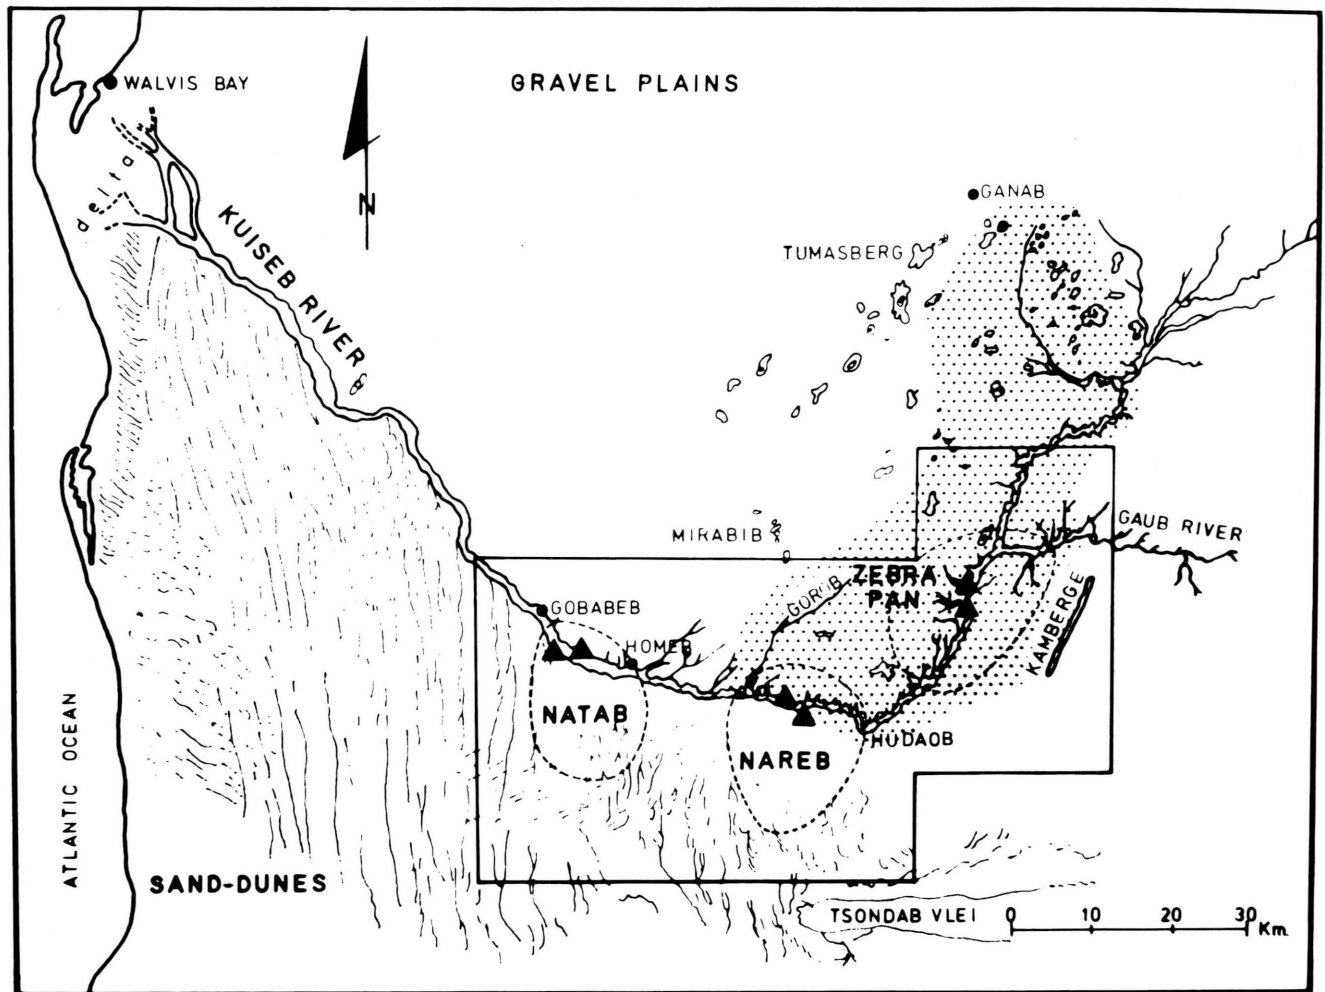 WALVIS BAY
GRAVEL PLAINS
delta
N
GANAB
KUISEB RIVER
TUMASBERG
MIRABIB
GAUB RIVER
ZEBRA
PAN
GOROB
GOBABEB
HOMEB
KAMBERGE
NATAB
HUDAOB
NAREB
ATLANTIC OCEAN
SAND-DUNES
TSONDAB VLEI
0 10 20 30 Km